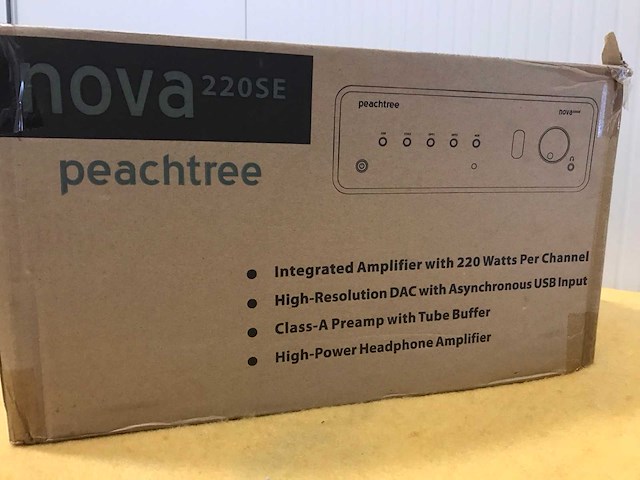 nova 220SE
peachtree
peachtree
nova
Integrated Amplifier with 220 Watts Per Channel
High-Resolution DAC with Asynchronous USB Input
Class-A Preamp with Tube Buffer
High-Power Headphone Amplifier